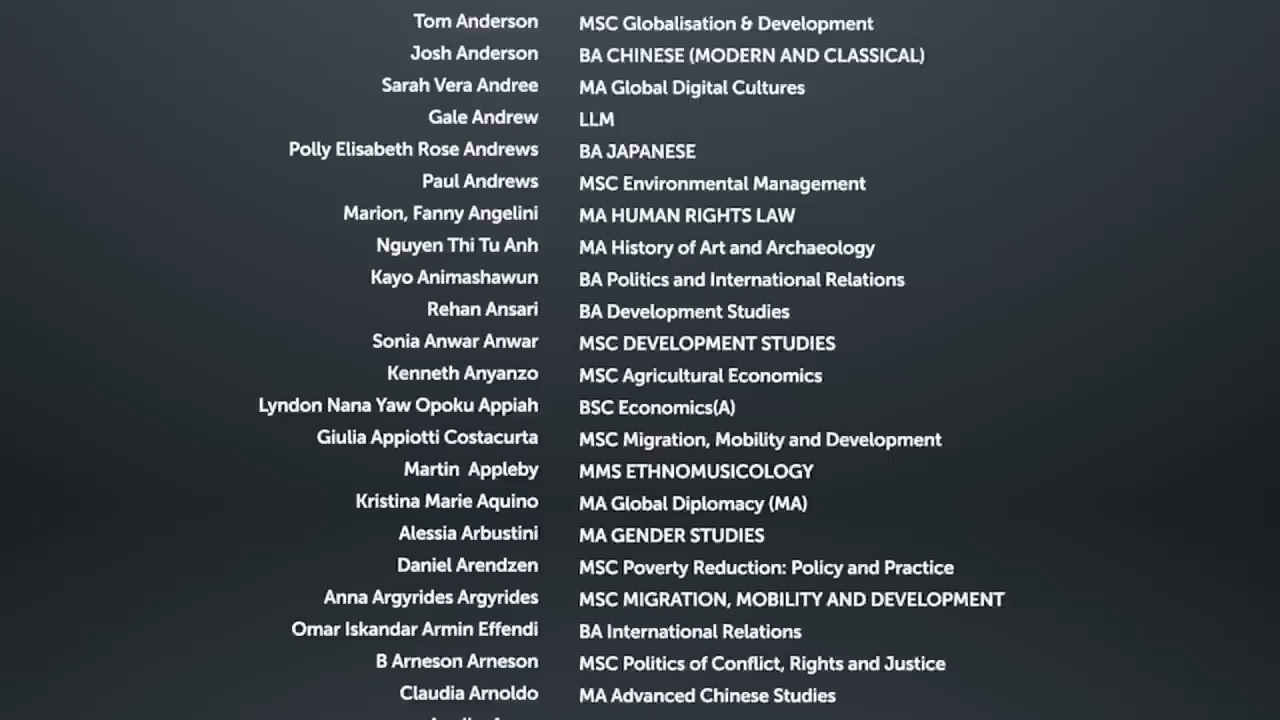 Tom Anderson MSC Globalisation & Development
Josh Anderson BA CHINESE (MODERN AND CLASSICAL)
Sarah Vera Andree MA Global Digital Cultures
Gale Andrew LLM
Polly Elisabeth Rose Andrews BA JAPANESE
Paul Andrews MSC Environmental Management
Marion, Fanny Angelini MA HUMAN RIGHTS LAW
Nguyen Thi Tu Anh MA History of Art and Archaeology
Kayo Animashawun BA Politics and International Relations
Rehan Ansari BA Development Studies
Sonia Anwar Anwar MSC DEVELOPMENT STUDIES
Kenneth Anyanzo MSC Agricultural Economics
Lyndon Nana Yaw Opoku Appiah BSC Economics(A)
Giulia Appiotti Costacurta MSC Migration, Mobility and Development
Martin  Appleby MMS ETHNOMUSICOLOGY
Kristina Marie Aquino MA Global Diplomacy (MA)
Alessia Arbustini MA GENDER STUDIES
Daniel Arendzen MSC Poverty Reduction: Policy and Practice
Anna Argyrides Argyrides MSC MIGRATION, MOBILITY AND DEVELOPMENT
Omar Iskandar Armin Effendi BA International Relations
B Arneson Arneson MSC Politics of Conflict, Rights and Justice
Claudia Arnoldo MA Advanced Chinese Studies